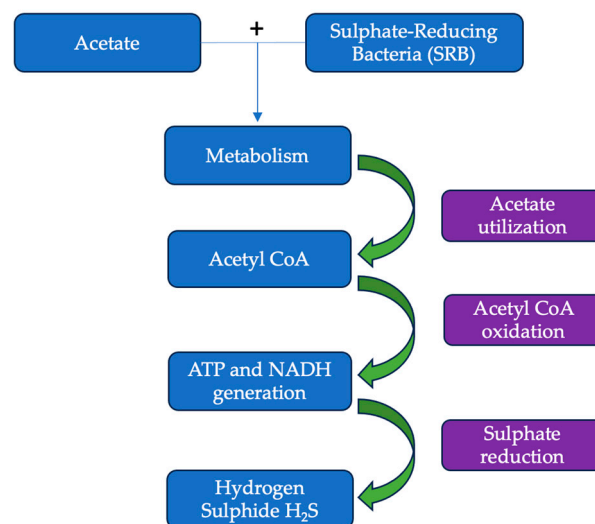 Acetate
+
Sulphate-Reducing
Bacteria (SRB)
Metabolism
Acetate
utilization
Acetyl CoA
Acetyl CoA
oxidation
ATP and NADH
generation
Sulphate
reduction
Hydrogen
Sulphide H₂S